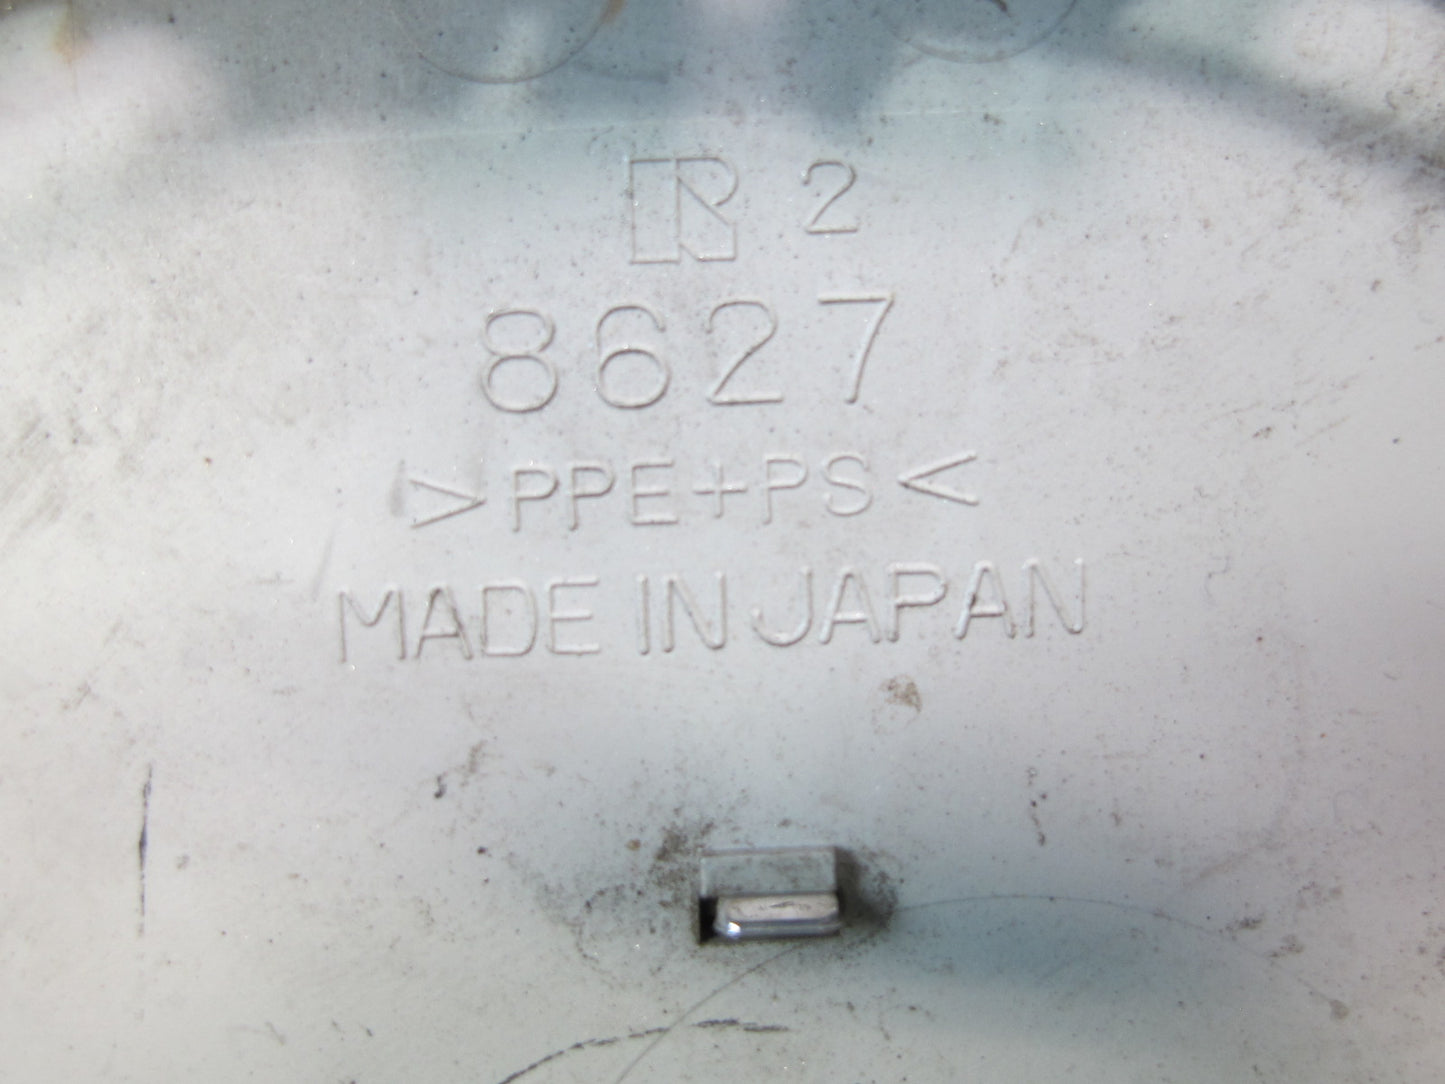 R 2
8627
>PPE+PS<
MADE IN JAPAN